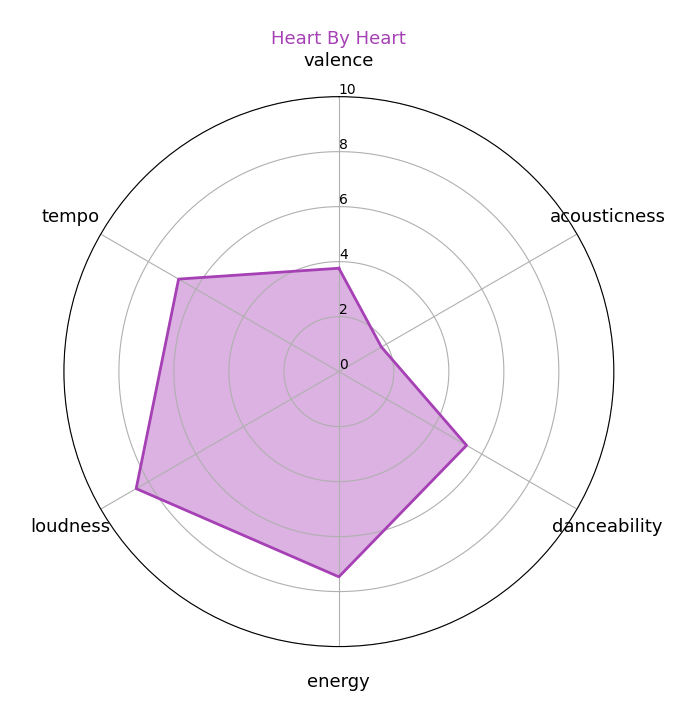 Heart By Heart
valence
10
8
tempo
acousticness
6
4
2
0
loudness
danceability
energy